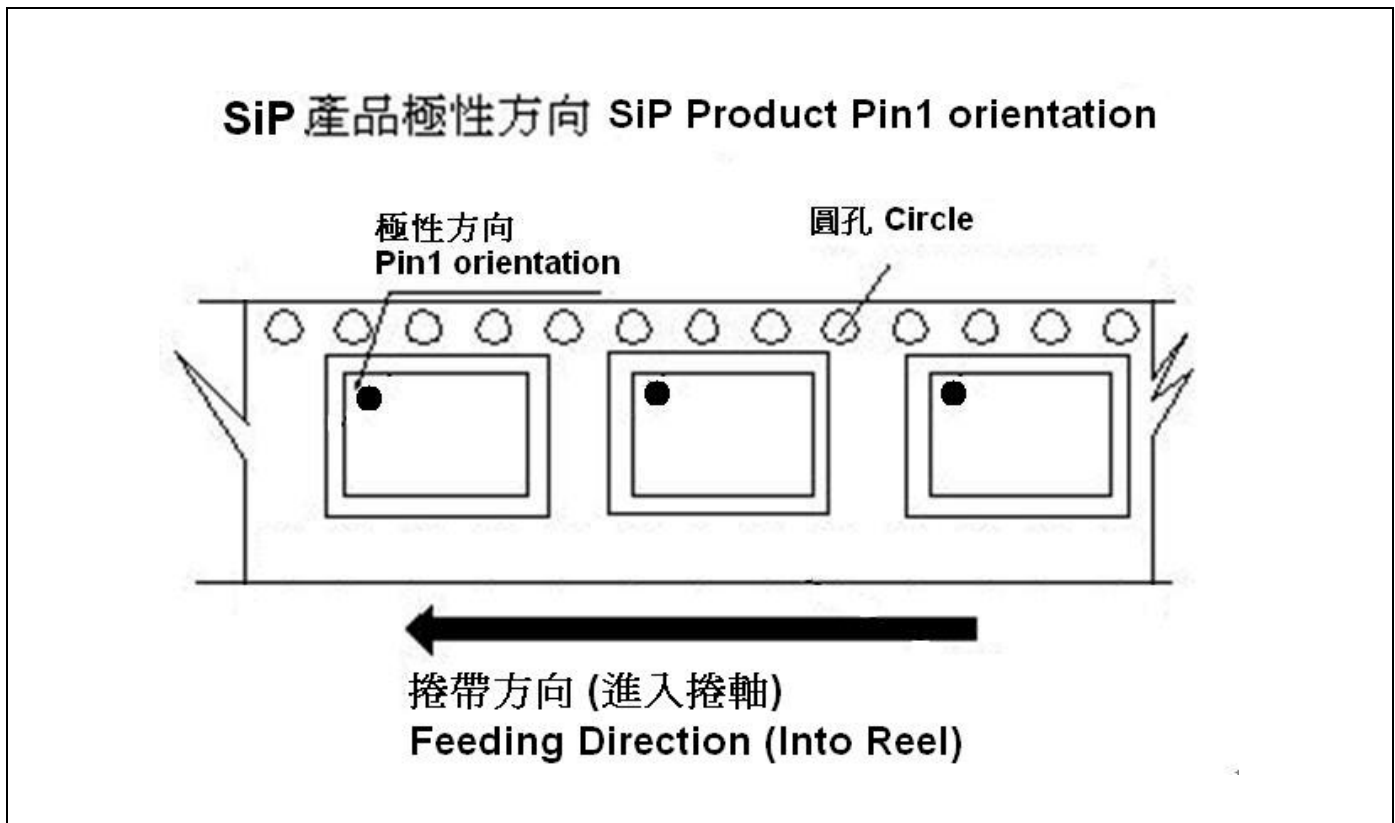 SiP 產品極性方向 SiP Product Pin1 orientation
極性方向
Pin1 orientation
圓孔 Circle
捲帶方向 (進入捲軸)
Feeding Direction (Into Reel)